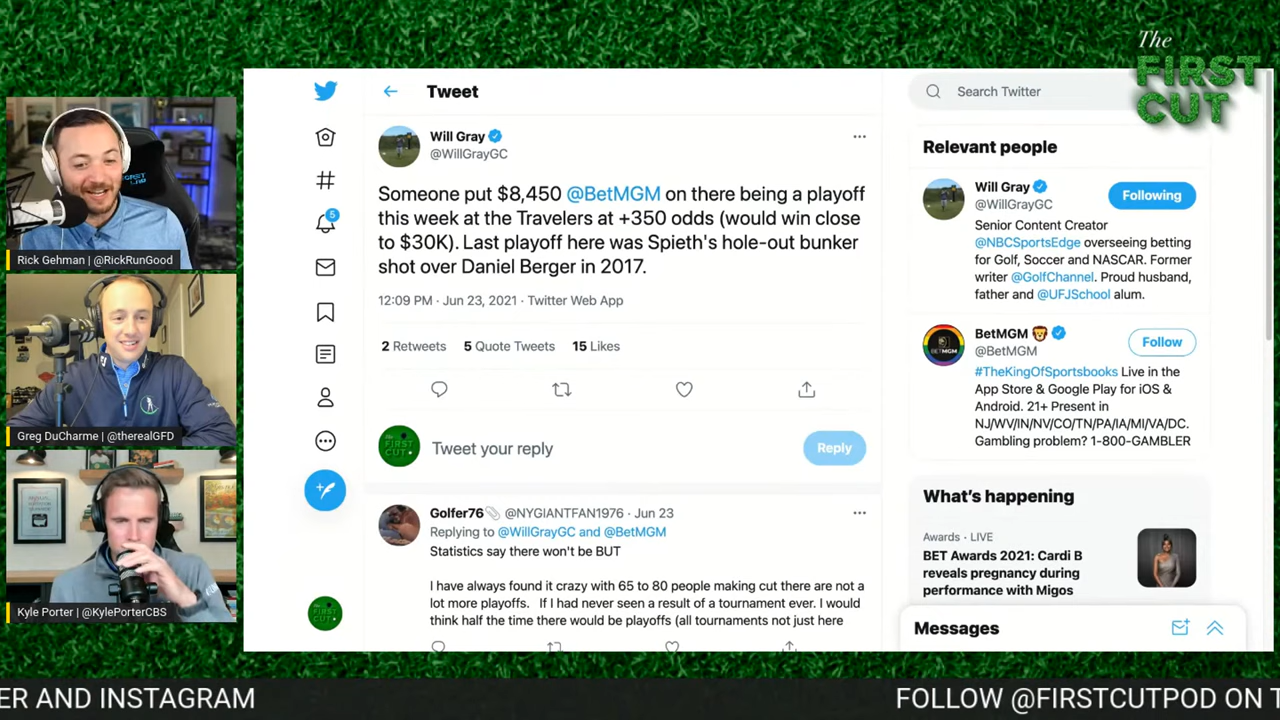 The
FIRST
CUT
Rick Gehman | @RickRunGood
Greg DuCharme | @therealGFD
Kyle Porter | @KylePorterCBS
Tweet
Will Gray
@WillGrayGC
Someone put $8,450 @BetMGM on there being a playoff
this week at the Travelers at +350 odds (would win close
to $30K). Last playoff here was Spieth's hole-out bunker
shot over Daniel Berger in 2017.
12:09 PM · Jun 23, 2021 · Twitter Web App
2 Retweets 5 Quote Tweets 15 Likes
5
Tweet your reply
Reply
Golfer76 @NYGIANTFAN1976 · Jun 23
Replying to @WillGrayGC and @BetMGM
Statistics say there won't be BUT
I have always found it crazy with 65 to 80 people making cut there are not a
lot more playoffs. If I had never seen a result of a tournament ever. I would
think half the time there would be playoffs (all tournaments not just here
Search Twitter
Relevant people
Will Gray
@WillGrayGC
Following
Senior Content Creator
@NBCSportsEdge overseeing betting
for Golf, Soccer and NASCAR. Former
writer @GolfChannel. Proud husband,
father and @UFJSchool alum.
BetMGM
@BetMGM
Follow
BETMGM
#TheKingOfSportsbooks Live in the
App Store & Google Play for iOS &
Android. 21+ Present in
NJ/WV/IN/NV/CO/TN/PA/IA/MI/VA/DC.
Gambling problem? 1-800-GAMBLER
What's happening
Awards · LIVE
BET Awards 2021: Cardi B
reveals pregnancy during
performance with Migos
Messages
ER AND INSTAGRAM
FOLLOW @FIRSTCUTPOD ON T